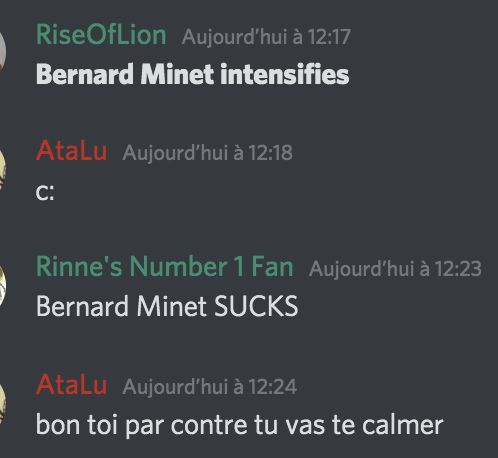 RiseOfLion Aujourd'hui à 12:17
Bernard Minet intensifies
AtaLu Aujourd'hui à 12:18
c:
Rinne's Number 1 Fan Aujourd'hui à 12:23
Bernard Minet SUCKS
AtaLu Aujourd'hui à 12:24
bon toi par contre tu vas te calmer